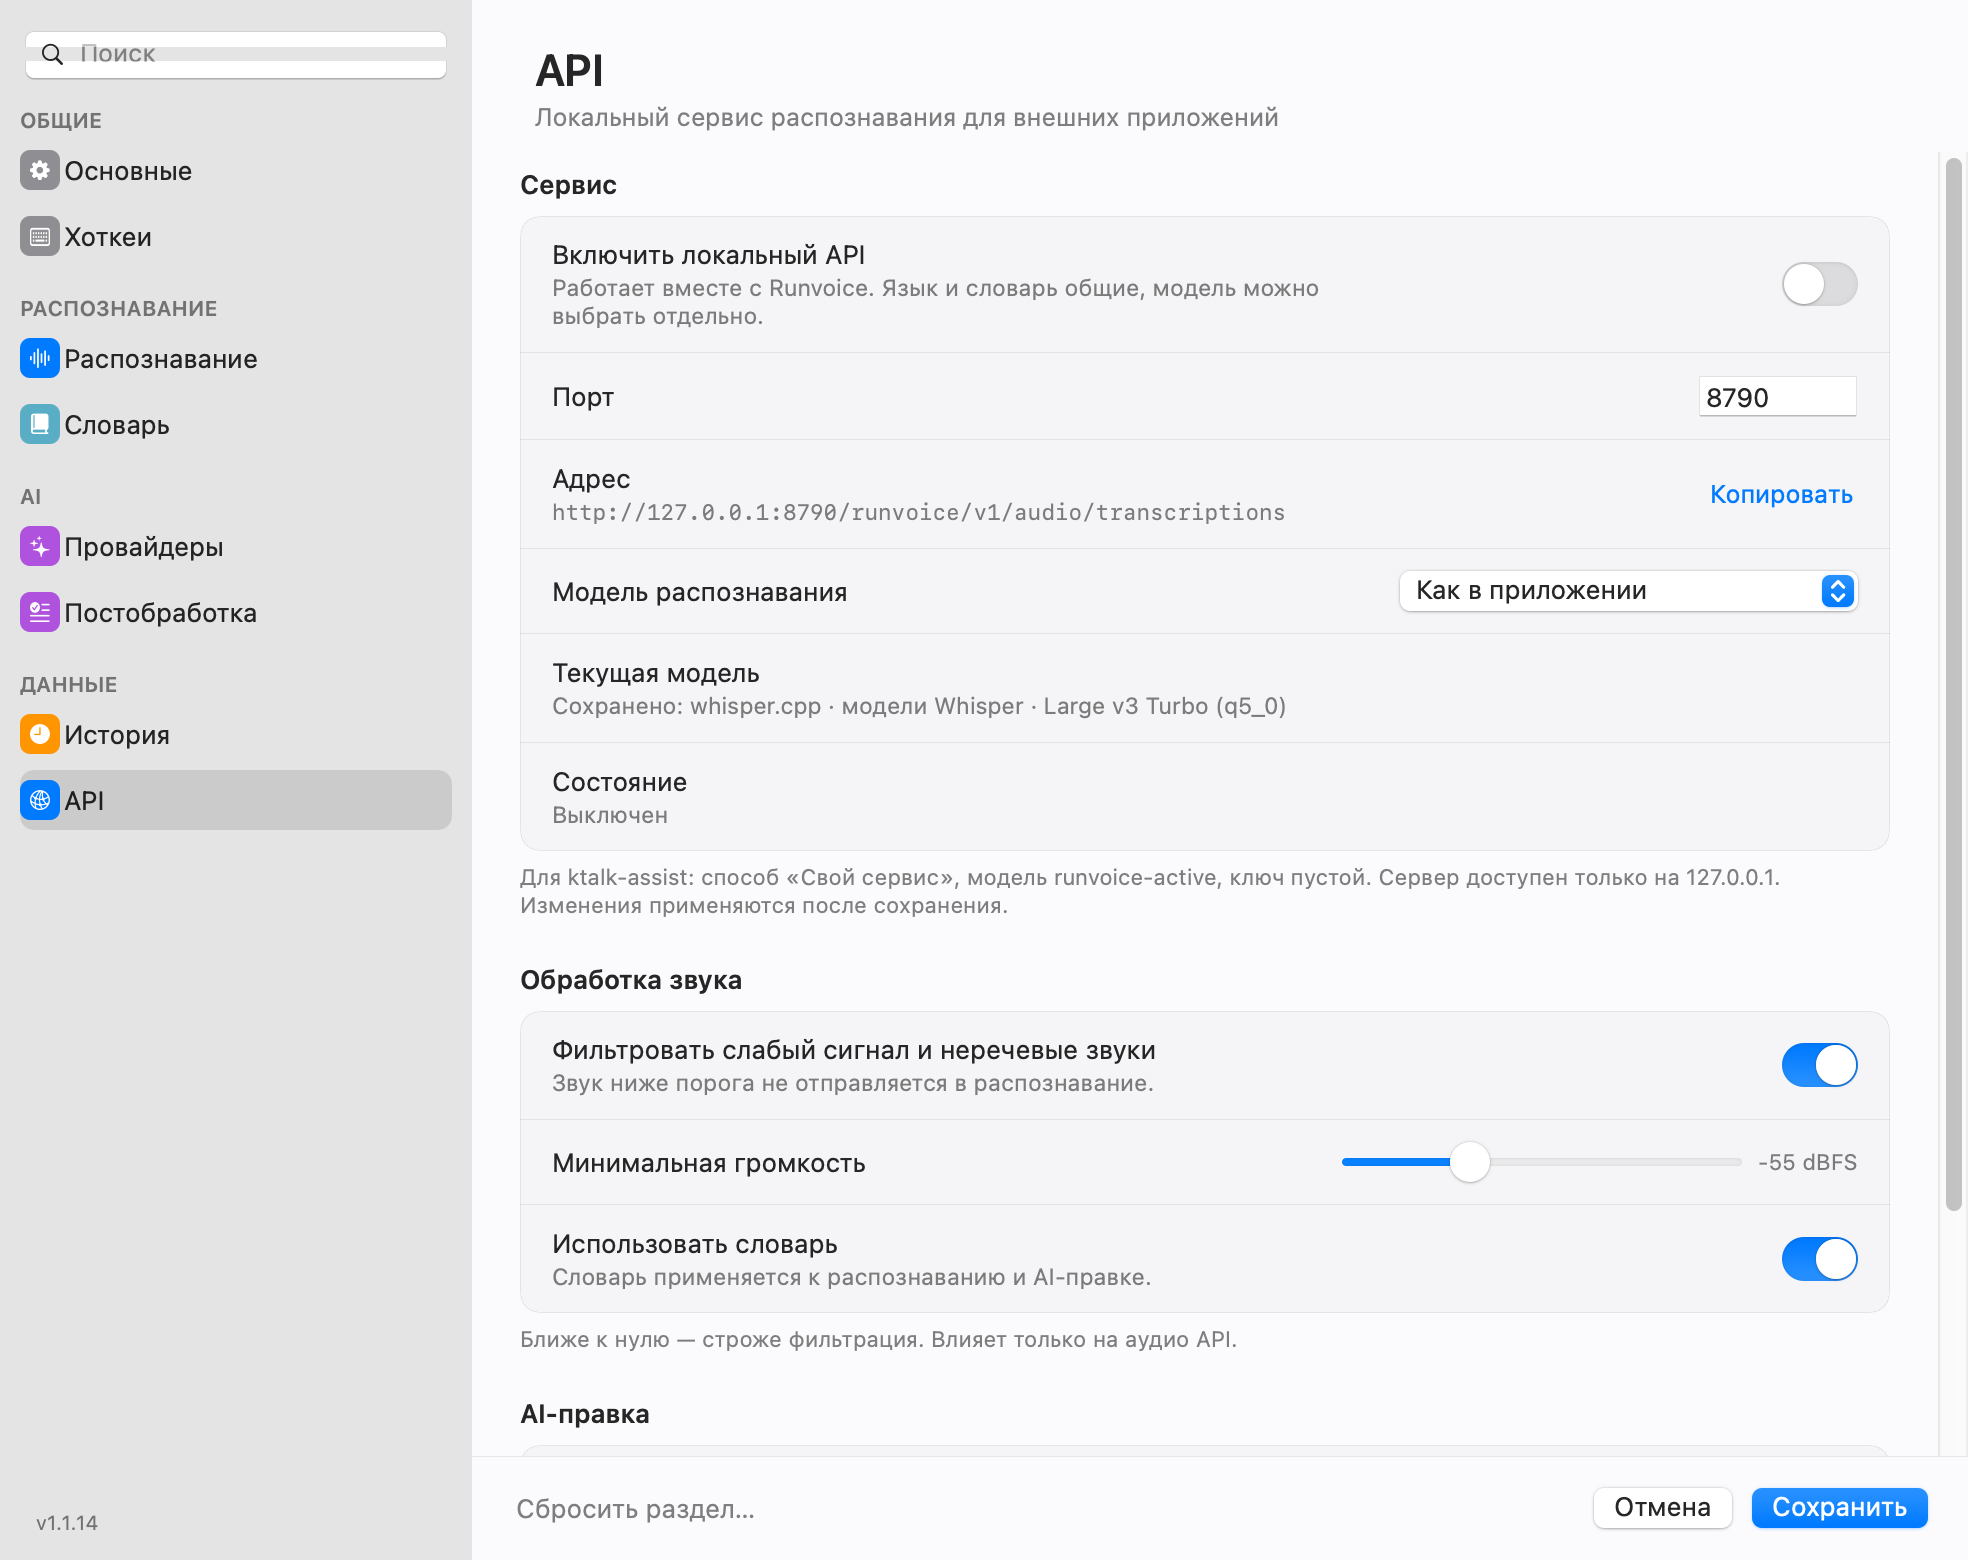 Поиск
ОБЩИЕ
Основные
Хоткеи
РАСПОЗНАВАНИЕ
Распознавание
Словарь
AI
Провайдеры
Постобработка
ДАННЫЕ
История
API
v1.1.14
API
Локальный сервис распознавания для внешних приложений
Сервис
Включить локальный API
Работает вместе с Runvoice. Язык и словарь общие, модель можно
выбрать отдельно.
Порт
8790
Адрес
http://127.0.0.1:8790/runvoice/v1/audio/transcriptions
Копировать
Модель распознавания
Как в приложении
Текущая модель
Сохранено: whisper.cpp · модели Whisper · Large v3 Turbo (q5_0)
Состояние
Выключен
Для ktalk-assist: способ «Свой сервис», модель runvoice-active, ключ пустой. Сервер доступен только на 127.0.0.1.
Изменения применяются после сохранения.
Обработка звука
Фильтровать слабый сигнал и неречевые звуки
Звук ниже порога не отправляется в распознавание.
Минимальная громкость
-55 dBFS
Использовать словарь
Словарь применяется к распознаванию и AI-правке.
Ближе к нулю — строже фильтрация. Влияет только на аудио API.
AI-правка
Сбросить раздел...
Отмена
Сохранить